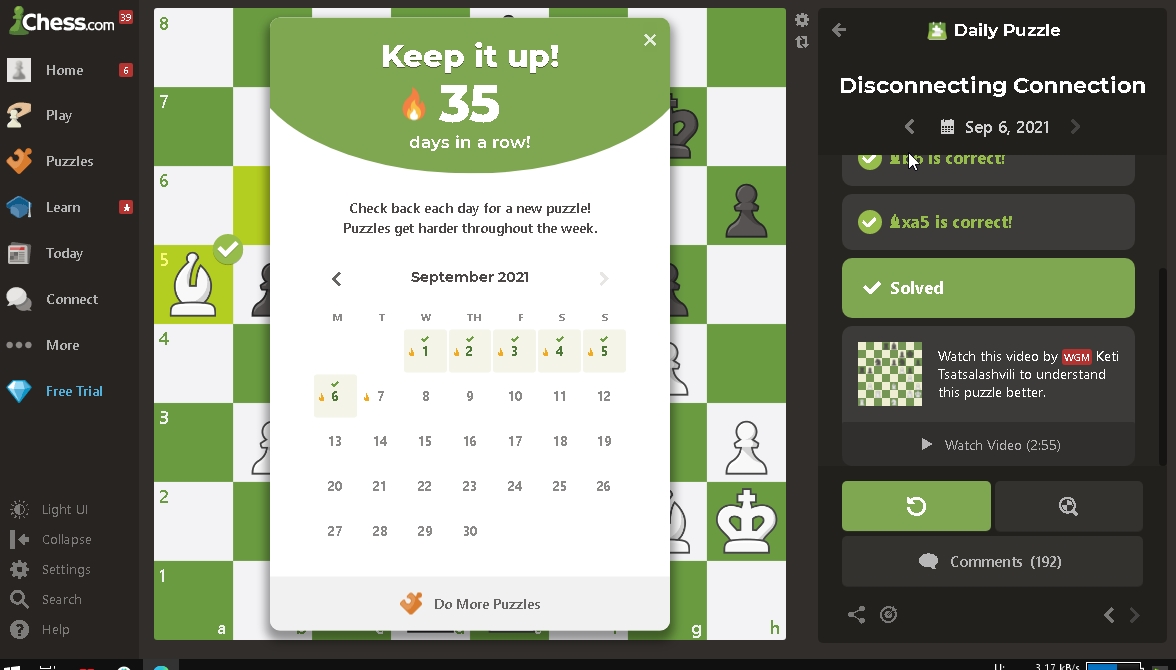 Chess.com
39
Home
6
Play
Puzzles
Learn
Today
Connect
More
Free Trial
Light UI
Collapse
Settings
Search
Help
8
7
6
5
4
3
2
1
a
d
g
h
Keep it up!
35
days in a row!
Check back each day for a new puzzle!
Puzzles get harder throughout the week.
September 2021
M T W TH F S S
1 2 3 4 5
6 7 8 9 10 11 12
13 14 15 16 17 18 19
20 21 22 23 24 25 26
27 28 29 30
Do More Puzzles
Daily Puzzle
Disconnecting Connection
Sep 6, 2021
is correct!
xa5 is correct!
Solved
Watch this video by WGM Keti
Tsatsalashvili to understand
this puzzle better.
Watch Video (2:55)
Comments (192)
U:
3.17 kB/s